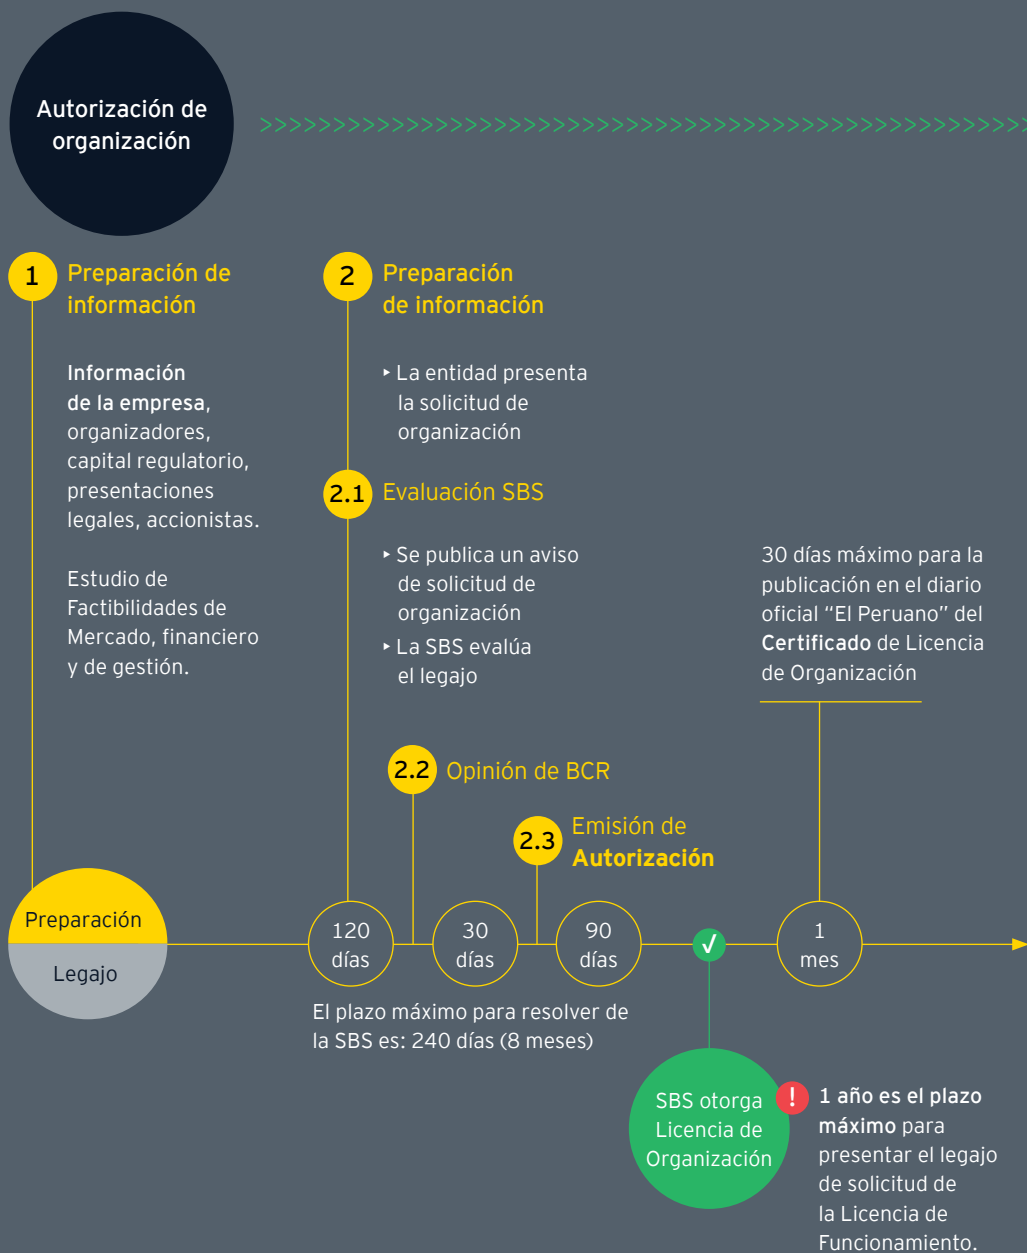 Autorización de
organización
>>>>>>>>>>>>>>>>>>>>>>>>>>>>>>>>>>>>>>>>>>>>>>>>>>>>>
1
Preparación de
información
Información
de la empresa,
organizadores,
capital regulatorio,
presentaciones
legales, accionistas.
Estudio de
Factibilidades de
Mercado, financiero
y de gestión.
2
Preparación
de información
‣ La entidad presenta
la solicitud de
organización
2.1
Evaluación SBS
‣ Se publica un aviso
de solicitud de
organización
‣ La SBS evalúa
el legajo
30 días máximo para la
publicación en el diario
oficial “El Peruano” del
Certificado de Licencia
de Organización
2.2
Opinión de BCR
2.3
Emisión de
Autorización
Preparación
Legajo
120
días
30
días
90
días
√
1
mes
El plazo máximo para resolver de
la SBS es: 240 días (8 meses)
SBS otorga
Licencia de
Organización
!
1 año es el plazo
máximo para
presentar el legajo
de solicitud de
la Licencia de
Funcionamiento.